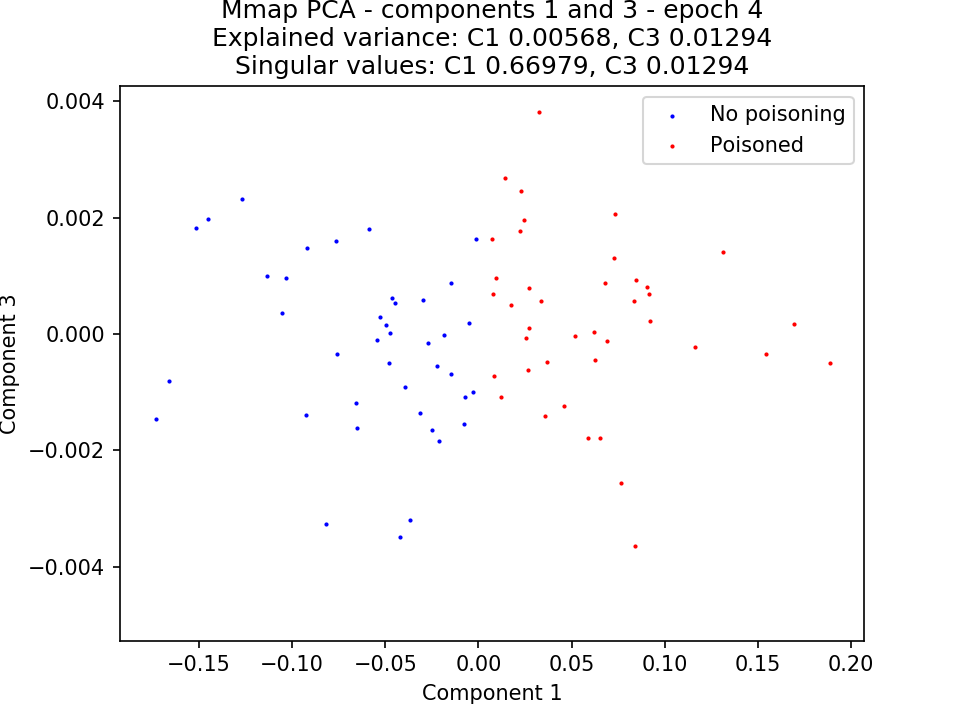 Mmap PCA - components 1 and 3 - epoch 4
Explained variance: C1 0.00568, C3 0.01294
Singular values: C1 0.66979, C3 0.01294
No poisoning
Poisoned
0.004
0.002
0.000
−0.002
−0.004
Component 3
−0.15
−0.10
−0.05
0.00
0.05
0.10
0.15
0.20
Component 1